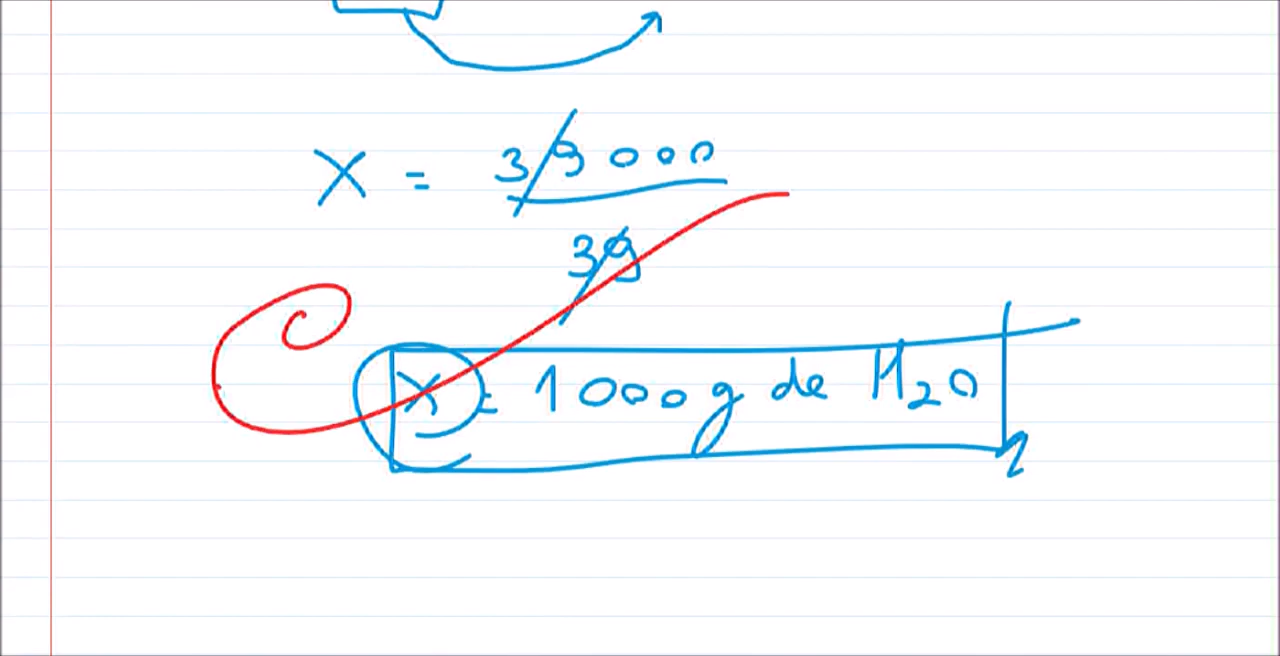 X = 39000
39
X = 1000g de H2O